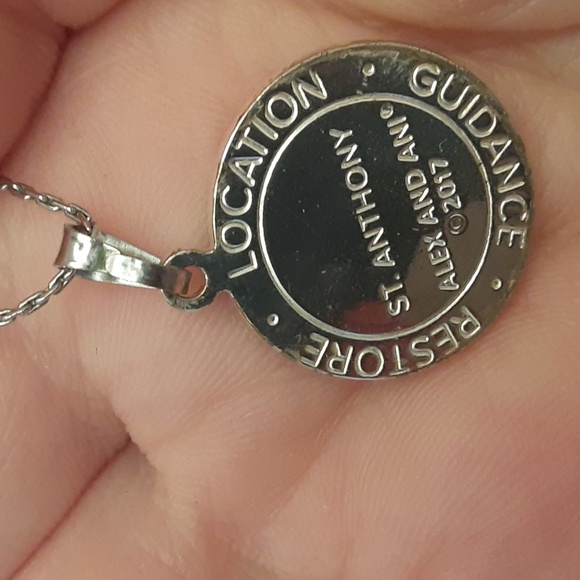 LOCATION • GUIDANCE • RESTORE •
ST. ANTHONY
ALEX AND ANI®
© 2017